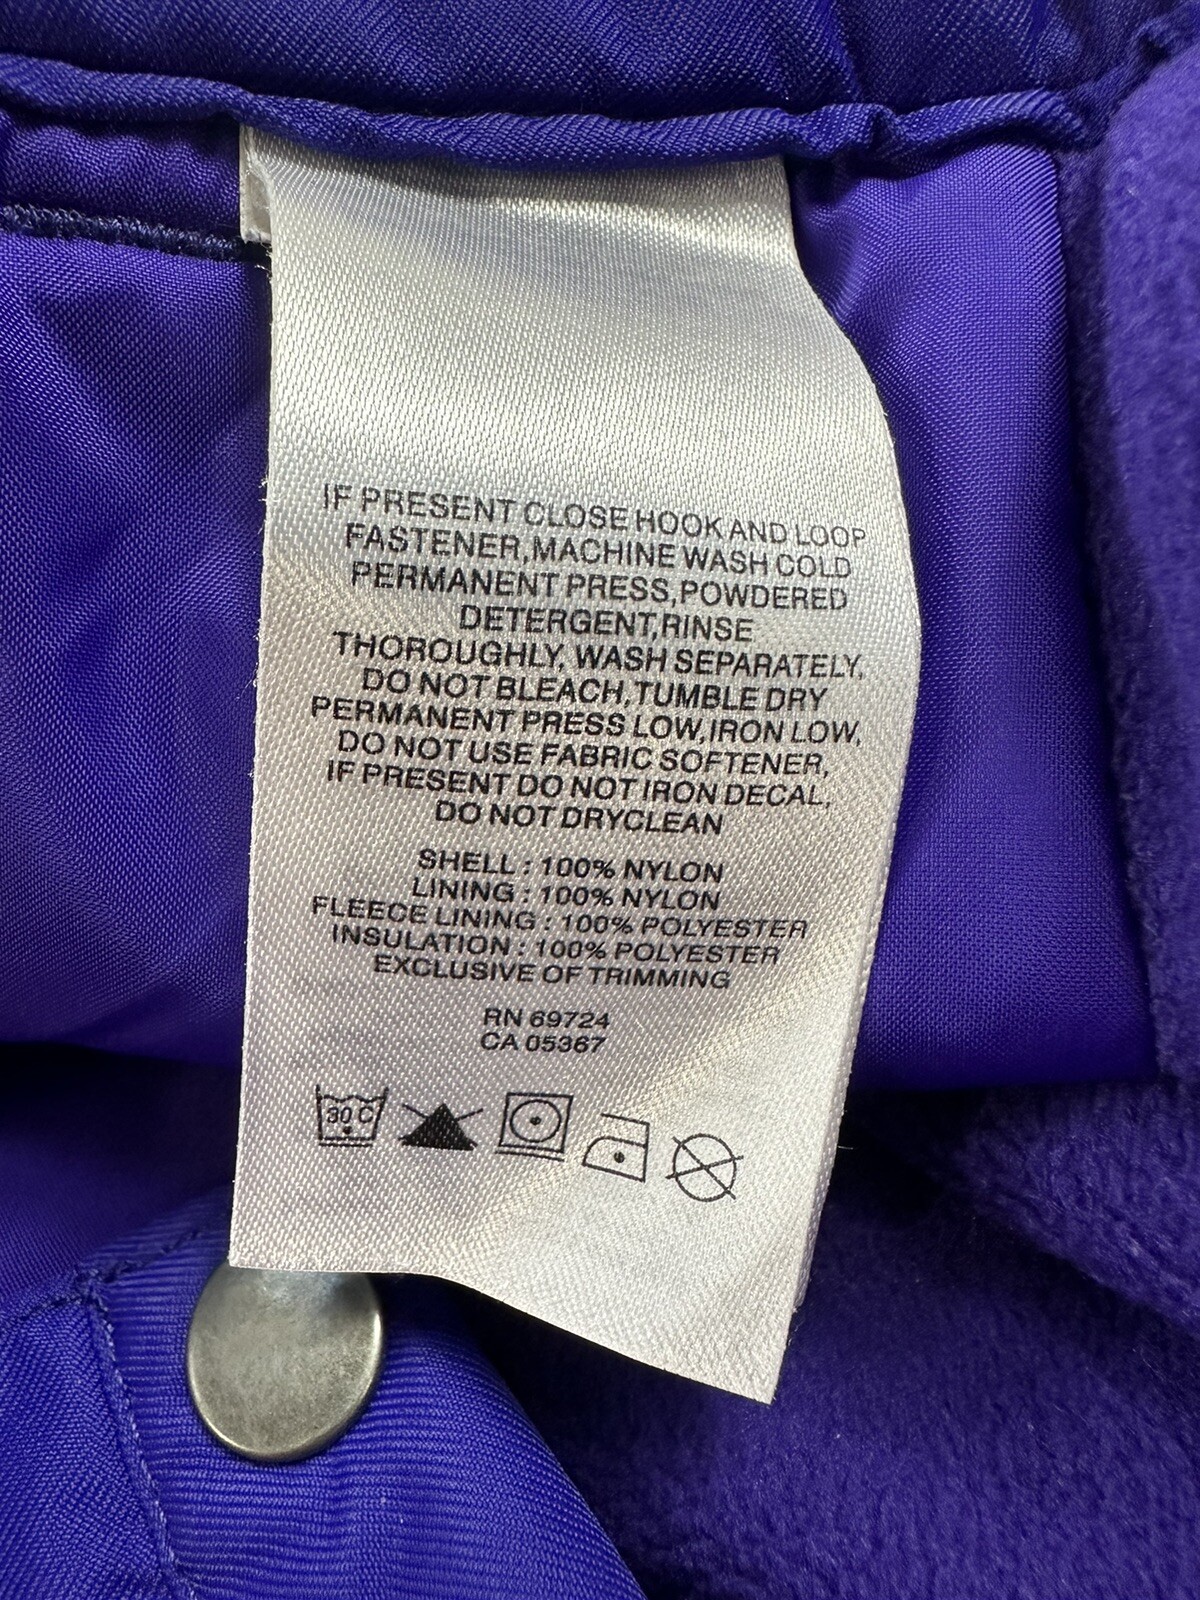 IF PRESENT CLOSE HOOK AND LOOP
FASTENER,MACHINE WASH COLD
PERMANENT PRESS,POWDERED
DETERGENT,RINSE
THOROUGHLY, WASH SEPARATELY,
DO NOT BLEACH,TUMBLE DRY
PERMANENT PRESS LOW,IRON LOW,
DO NOT USE FABRIC SOFTENER,
IF PRESENT DO NOT IRON DECAL,
DO NOT DRYCLEAN
SHELL : 100% NYLON
LINING : 100% NYLON
FLEECE LINING : 100% POLYESTER
INSULATION : 100% POLYESTER
EXCLUSIVE OF TRIMMING
RN 69724
CA 05367
30 C